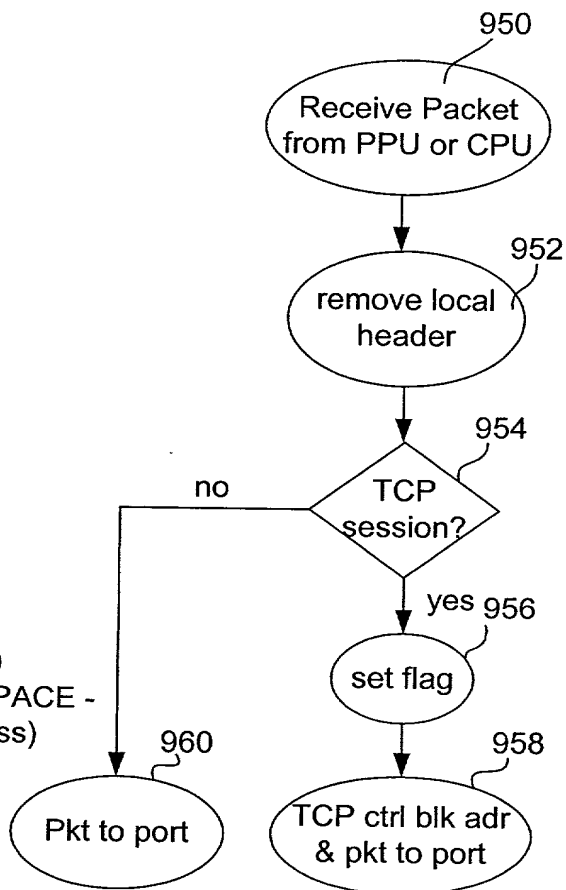 950
Receive Packet
from PPU or CPU
952
remove local
header
954
TCP
session?
no
yes
956
set flag
)
PACE -
ss)
960
Pkt to port
958
TCP ctrl blk adr
& pkt to port